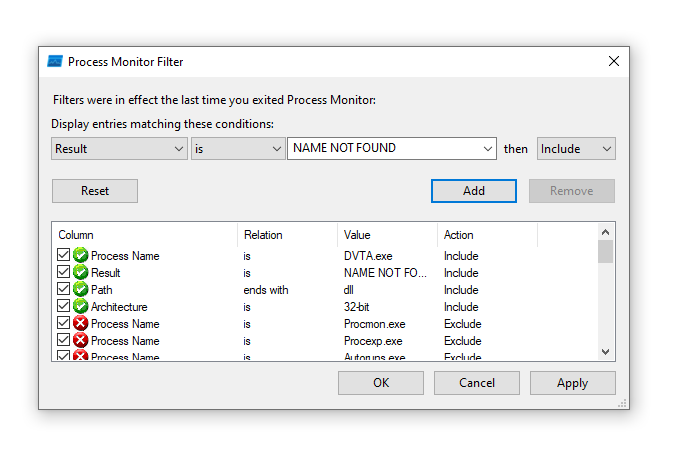 Process Monitor Filter
Filters were in effect the last time you exited Process Monitor:
Display entries matching these conditions:
Result is NAME NOT FOUND then Include
Reset Add Remove
Column Relation Value Action
Process Name is DVTA.exe Include
Result is NAME NOT FO... Include
Path ends with dll Include
Architecture is 32-bit Include
Process Name is Procmon.exe Exclude
Process Name is Procexp.exe Exclude
Process Name is Autoruns.exe Exclude
OK Cancel Apply